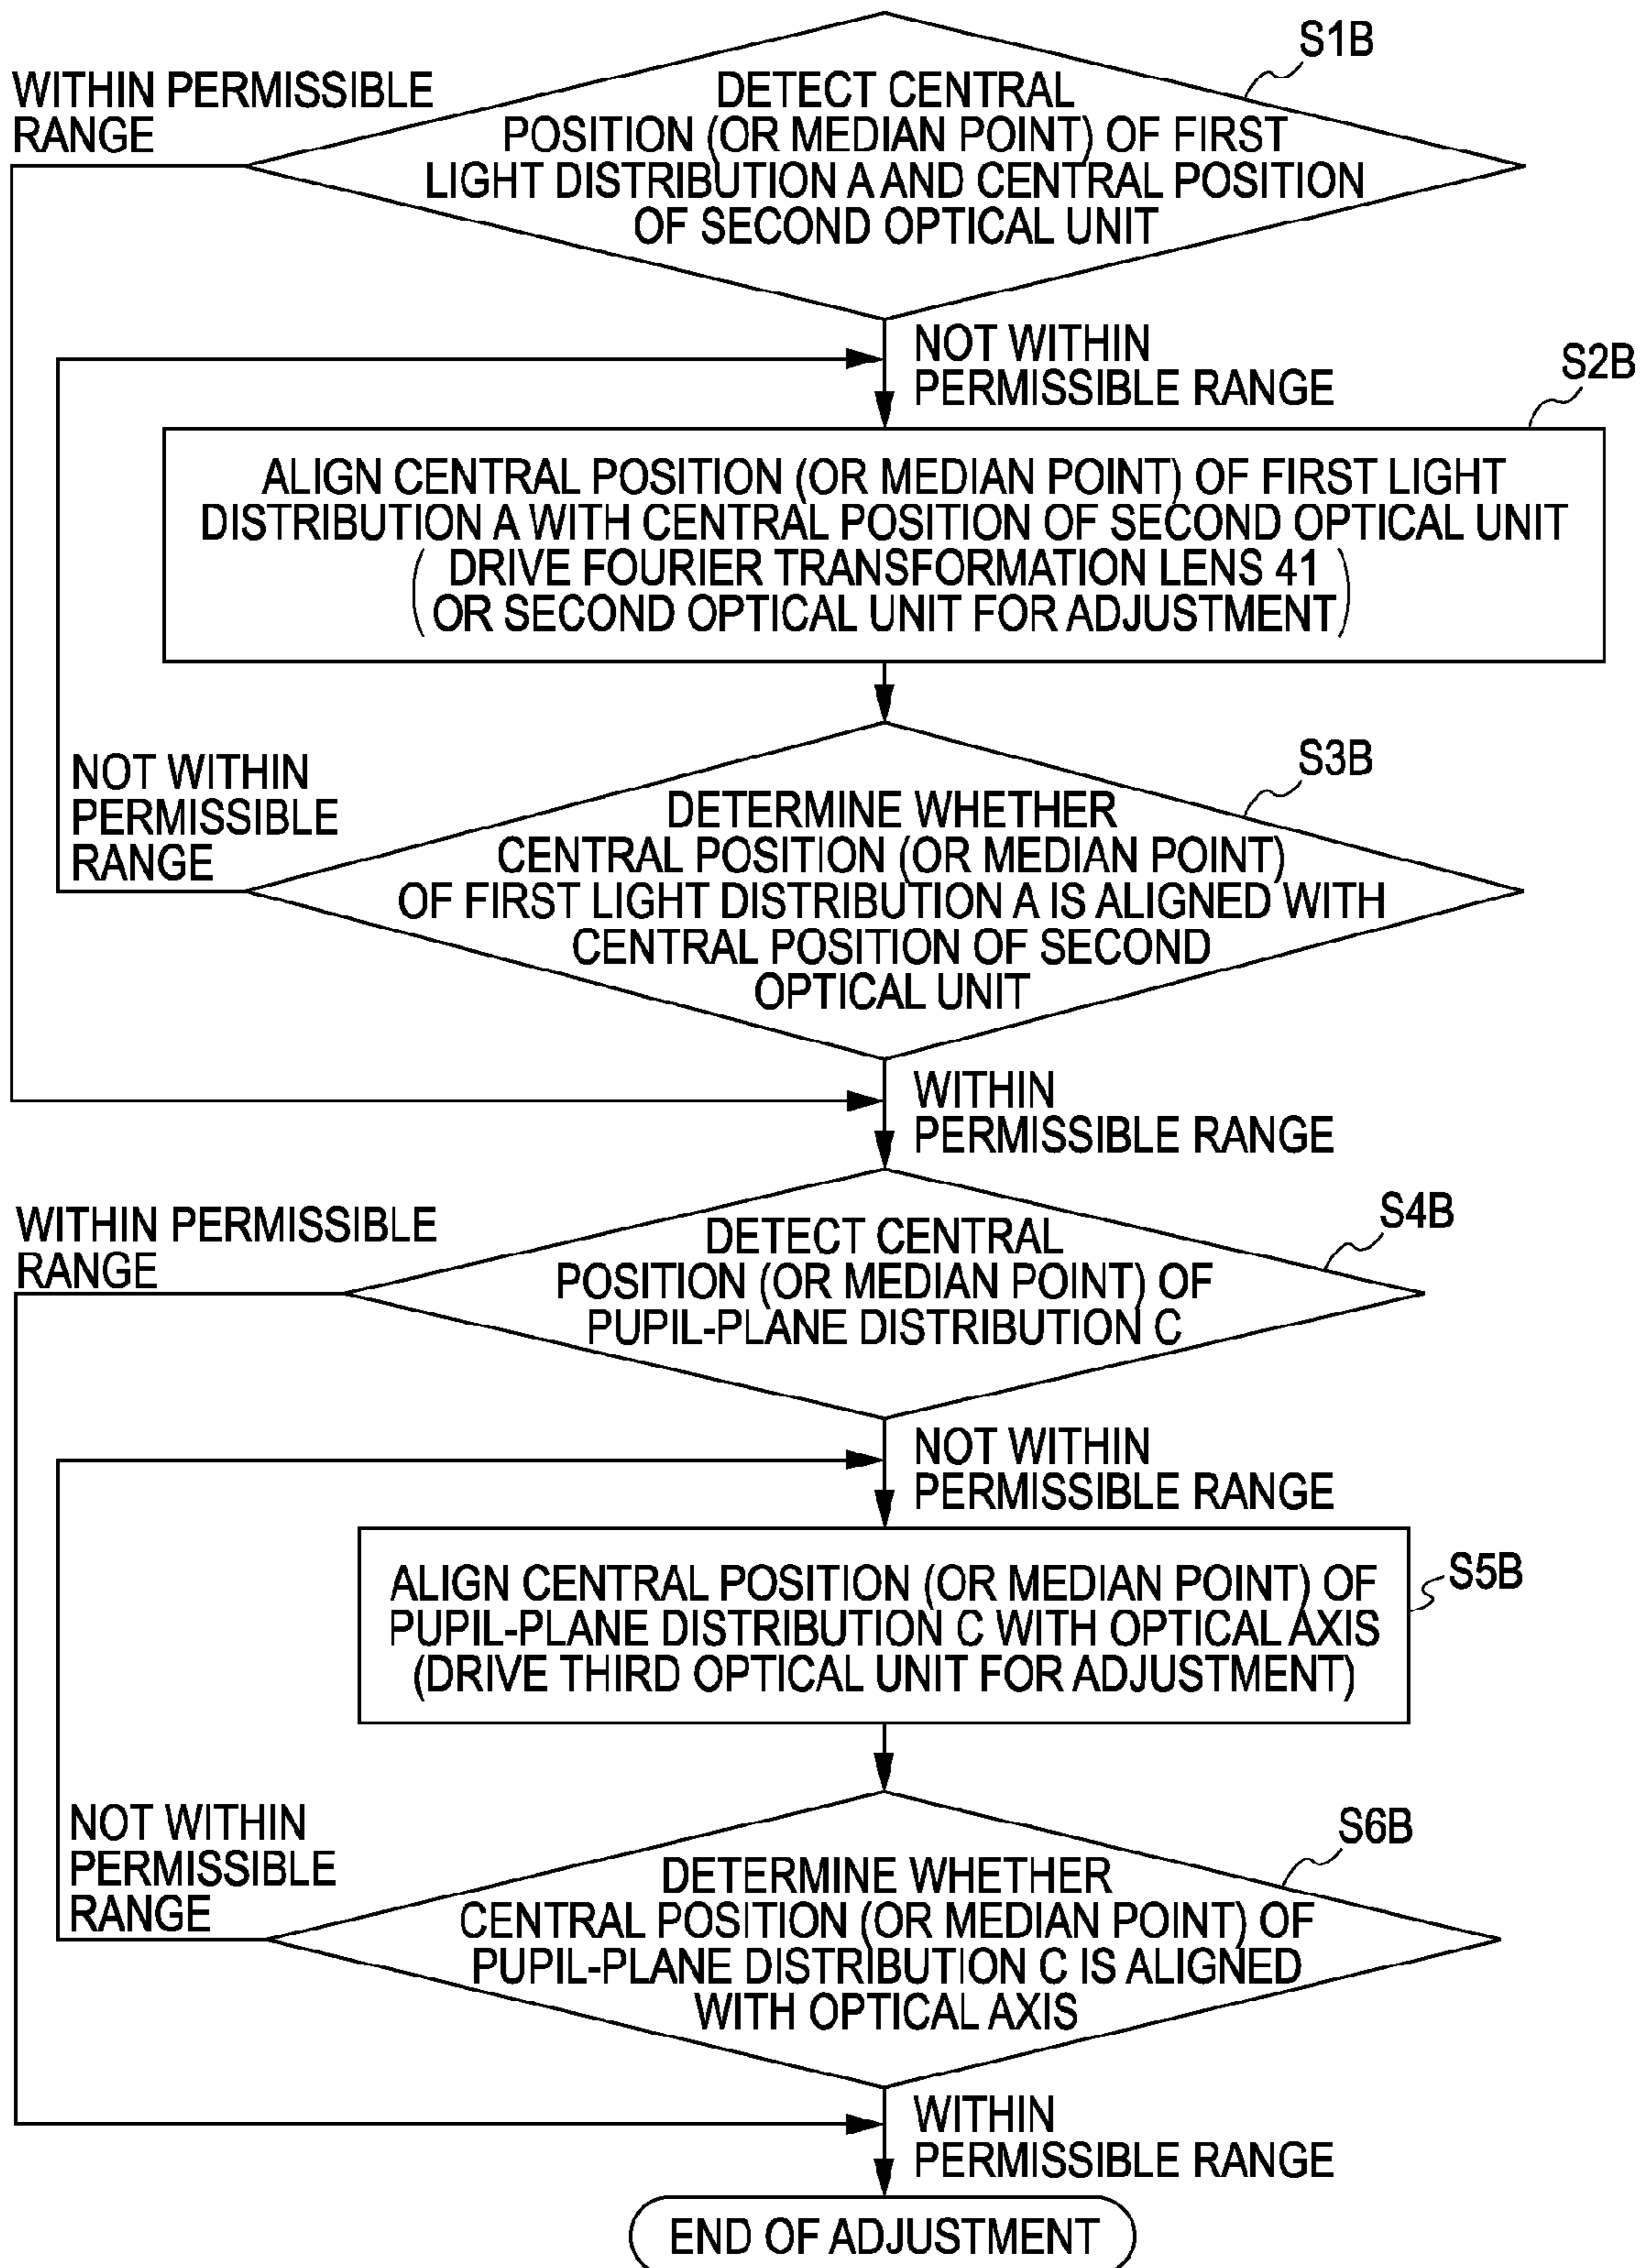 S1B
WITHIN PERMISSIBLE
RANGE
DETECT CENTRAL
POSITION (OR MEDIAN POINT) OF FIRST
LIGHT DISTRIBUTION A AND CENTRAL POSITION
OF SECOND OPTICAL UNIT
NOT WITHIN
PERMISSIBLE RANGE
S2B
ALIGN CENTRAL POSITION (OR MEDIAN POINT) OF FIRST LIGHT
DISTRIBUTION A WITH CENTRAL POSITION OF SECOND OPTICAL UNIT
(DRIVE FOURIER TRANSFORMATION LENS 41
OR SECOND OPTICAL UNIT FOR ADJUSTMENT)
S3B
NOT WITHIN
PERMISSIBLE
RANGE
DETERMINE WHETHER
CENTRAL POSITION (OR MEDIAN POINT)
OF FIRST LIGHT DISTRIBUTION A IS ALIGNED WITH
CENTRAL POSITION OF SECOND
OPTICAL UNIT
WITHIN
PERMISSIBLE RANGE
S4B
WITHIN PERMISSIBLE
RANGE
DETECT CENTRAL
POSITION (OR MEDIAN POINT) OF
PUPIL-PLANE DISTRIBUTION C
NOT WITHIN
PERMISSIBLE RANGE
S5B
ALIGN CENTRAL POSITION (OR MEDIAN POINT) OF
PUPIL-PLANE DISTRIBUTION C WITH OPTICAL AXIS
(DRIVE THIRD OPTICAL UNIT FOR ADJUSTMENT)
S6B
NOT WITHIN
PERMISSIBLE
RANGE
DETERMINE WHETHER
CENTRAL POSITION (OR MEDIAN POINT) OF
PUPIL-PLANE DISTRIBUTION C IS ALIGNED
WITH OPTICAL AXIS
WITHIN
PERMISSIBLE RANGE
END OF ADJUSTMENT